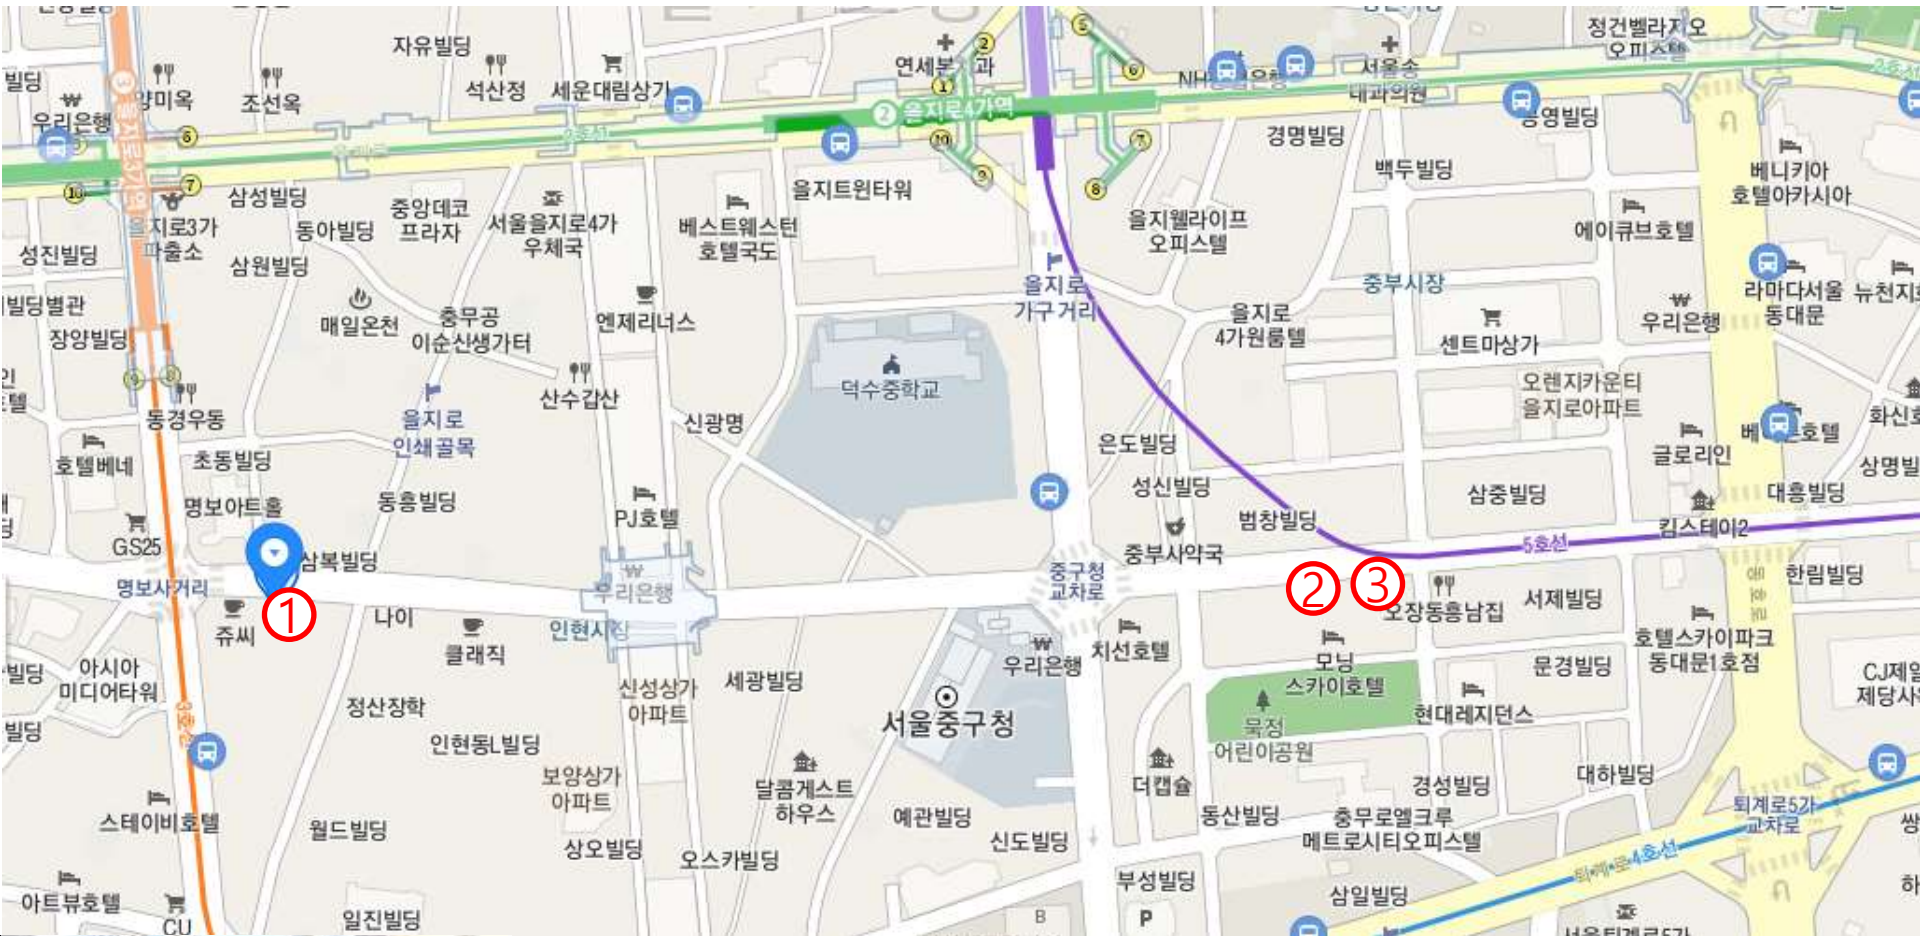 자유빌딩
정건벨라지오
오피스텔
석산정
세운대림상가
조선옥
양미옥
우리은행
빌딩
서울송
내과의원
2호선
② 을지로4가역
③ 을지로3가역
동영빌딩
경명빌딩
백두빌딩
베니키아
호텔아카시아
을지트윈타워
삼성빌딩
중앙데코
프라자
서울을지로4가
우체국
베스트웨스턴
호텔국도
을지웰라이프
오피스텔
에이큐브호텔
을지로3가
파출소
동아빌딩
성진빌딩
삼원빌딩
을지로
가구거리
중부시장
라마다서울
동대문
빌딩별관
장양빌딩
매일온천
충무공
이순신생가터
엔제리너스
을지로
4가원룸텔
우리은행
센트마상가
덕수중학교
산수갑산
오렌지카운티
을지로아파트
동경우동
을지로
인쇄골목
신광명
은도빌딩
글로리인
호텔베네
초동빌딩
성신빌딩
삼중빌딩
대흥빌딩
명보아트홀
동흥빌딩
PJ호텔
범창빌딩
킴스테이2
GS25
삼복빌딩
중부사약국
5호선
명보사거리
우리은행
중구청
교차로
한림빌딩
동호로
①
②
③
쥬씨
나이
클래직
인현시장
오장동흥남집
서제빌딩
우리은행
치선호텔
모닝
스카이호텔
호텔스카이파크
동대문1호점
문경빌딩
아시아
미디어타워
신성상가
아파트
세광빌딩
서울중구청
정산장학
묵정
어린이공원
현대레지던스
3호선
빌딩
인현동L빌딩
보양상가
아파트
달콤게스트
하우스
더캡슐
경성빌딩
대하빌딩
스테이비호텔
월드빌딩
예관빌딩
신도빌딩
동산빌딩
충무로엘크루
메트로시티오피스텔
퇴계로5가
교차로
상오빌딩
오스카빌딩
퇴계로 4호선
부성빌딩
삼일빌딩
아트뷰호텔
CU
일진빌딩
B
P